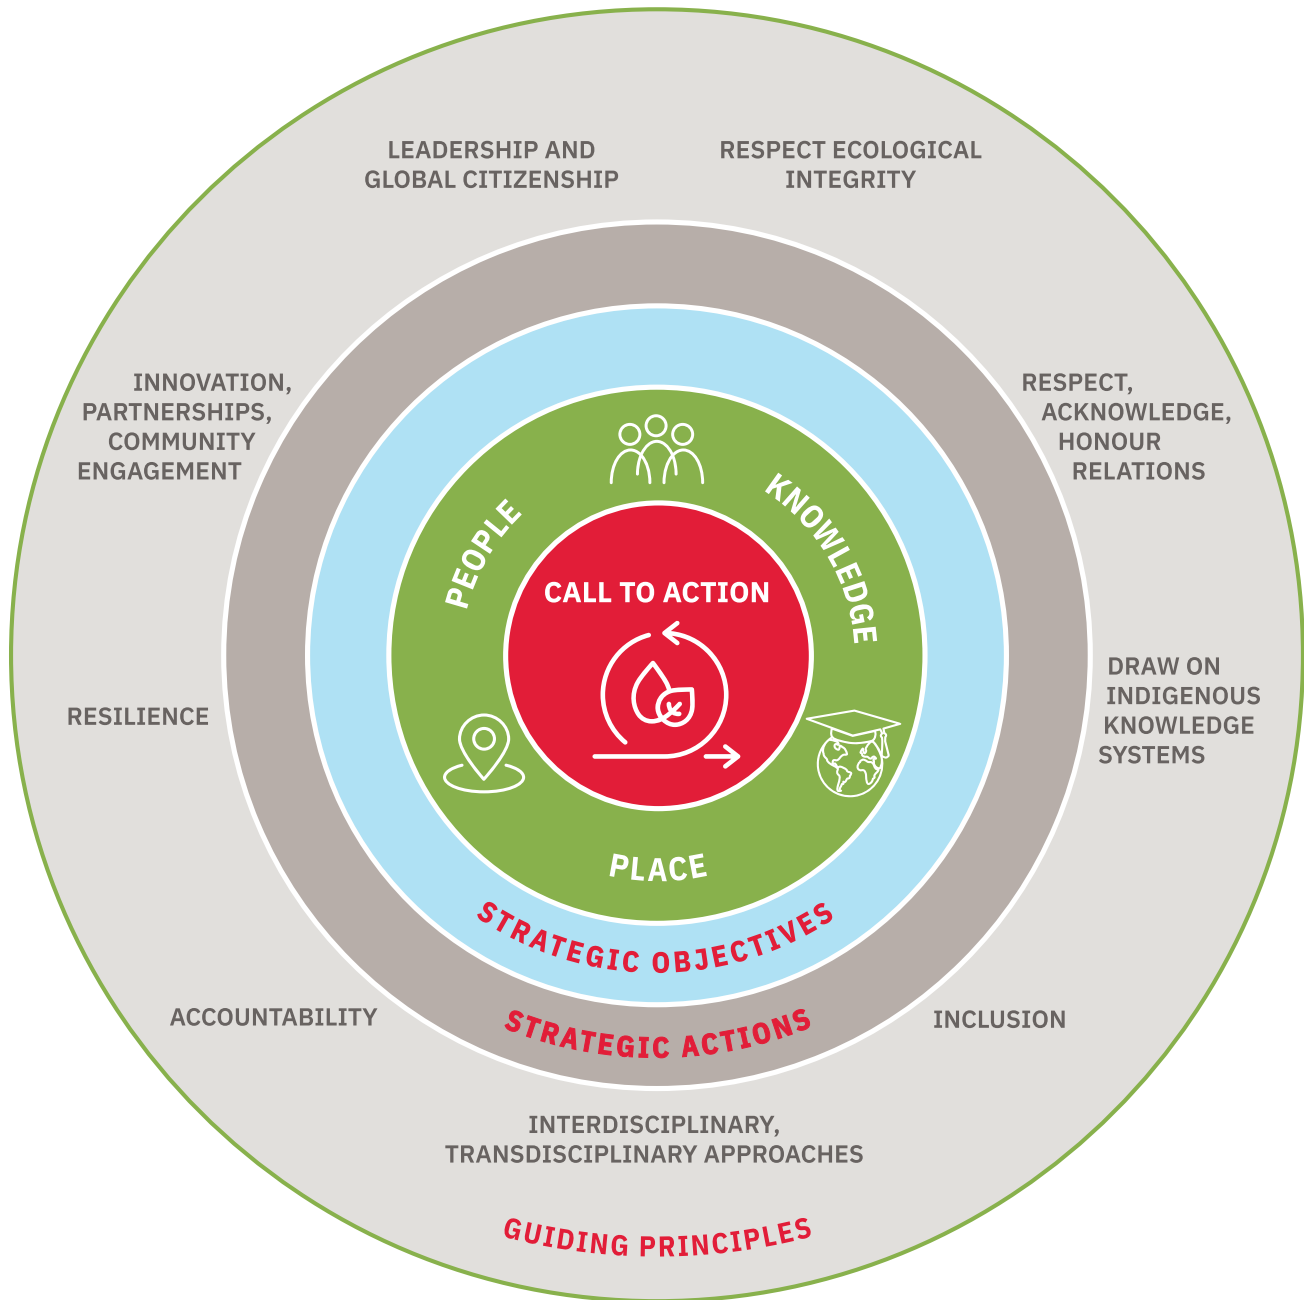 LEADERSHIP AND
GLOBAL CITIZENSHIP
RESPECT ECOLOGICAL
INTEGRITY
INNOVATION,
PARTNERSHIPS,
COMMUNITY
ENGAGEMENT
RESPECT,
ACKNOWLEDGE,
HONOUR
RELATIONS
PEOPLE
KNOWLEDGE
CALL TO ACTION
RESILIENCE
DRAW ON
INDIGENOUS
KNOWLEDGE
SYSTEMS
PLACE
STRATEGIC OBJECTIVES
ACCOUNTABILITY
STRATEGIC ACTIONS
INCLUSION
INTERDISCIPLINARY,
TRANSDISCIPLINARY APPROACHES
GUIDING PRINCIPLES